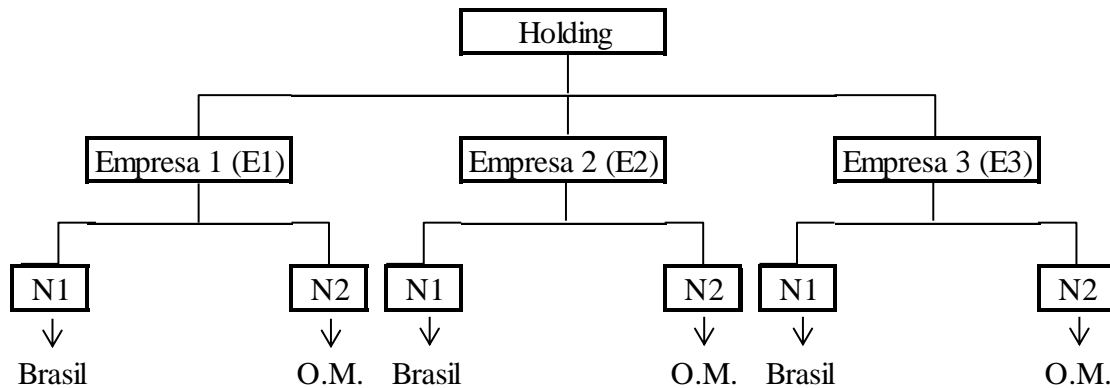 Holding
Empresa 1 (E1) Empresa 2 (E2) Empresa 3 (E3)
N1 N2 N1 N2 N1 N2
Brasil O.M. Brasil O.M. Brasil O.M.